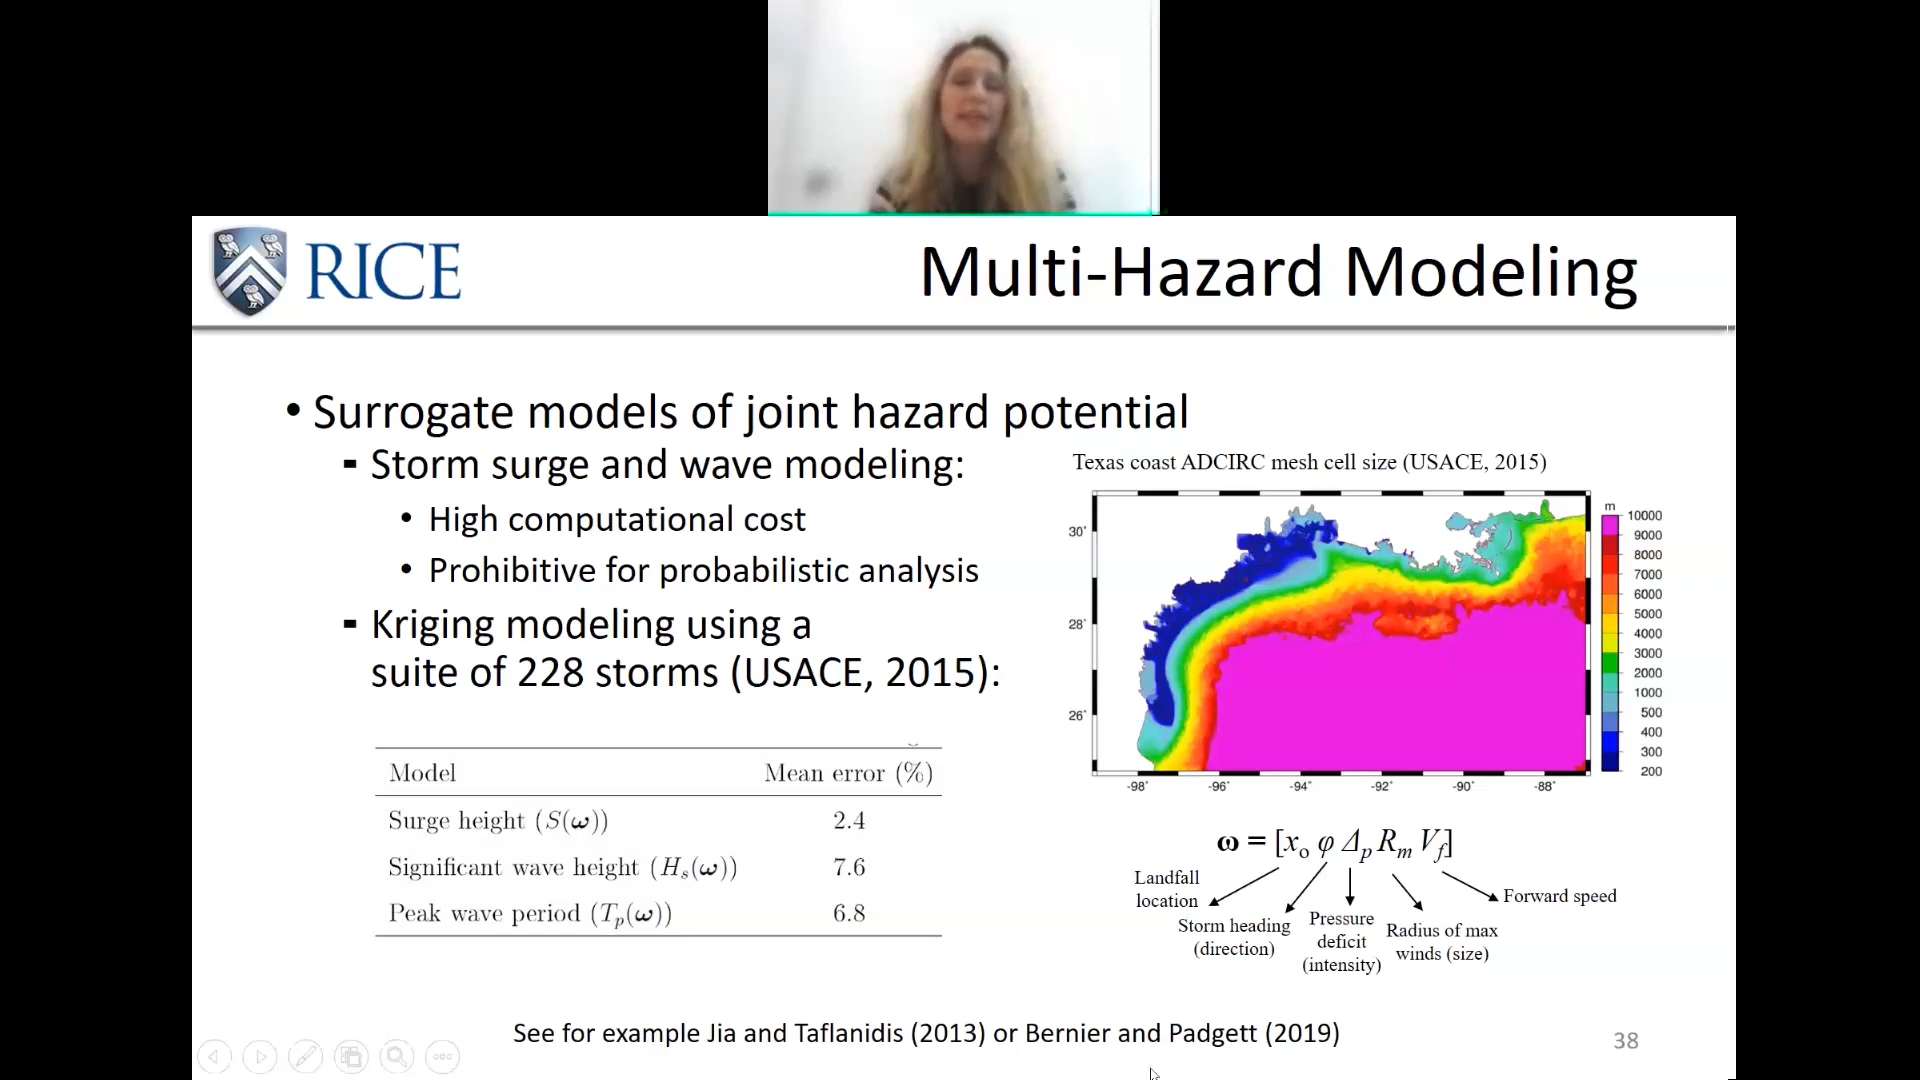 RICE
Multi-Hazard Modeling
• Surrogate models of joint hazard potential
- Storm surge and wave modeling:
• High computational cost
• Prohibitive for probabilistic analysis
- Kriging modeling using a
suite of 228 storms (USACE, 2015):
Model Mean error (%)
Surge height (S(ω)) 2.4
Significant wave height (Hₛ(ω)) 7.6
Peak wave period (Tₚ(ω)) 6.8
Texas coast ADCIRC mesh cell size (USACE, 2015)
30°
28°
26°
-98° -96° -94° -92° -90° -88°
m
10000
9000
8000
7000
6000
5000
4000
3000
2000
1000
500
400
300
200
ω = [xₒ φ Δₚ Rₘ V_f]
Landfall
location
Storm heading
(direction)
Pressure
deficit
(intensity)
Radius of max
winds (size)
Forward speed
See for example Jia and Taflanidis (2013) or Bernier and Padgett (2019)
38